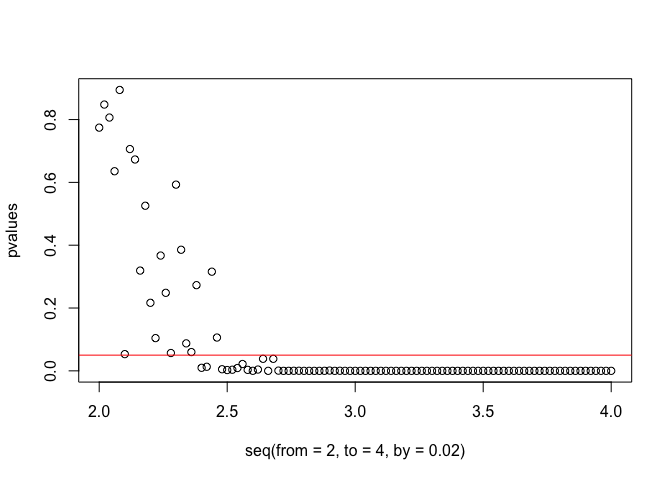 pvalues
0.8
0.6
0.4
0.2
0.0
2.0 2.5 3.0 3.5 4.0
seq(from = 2, to = 4, by = 0.02)